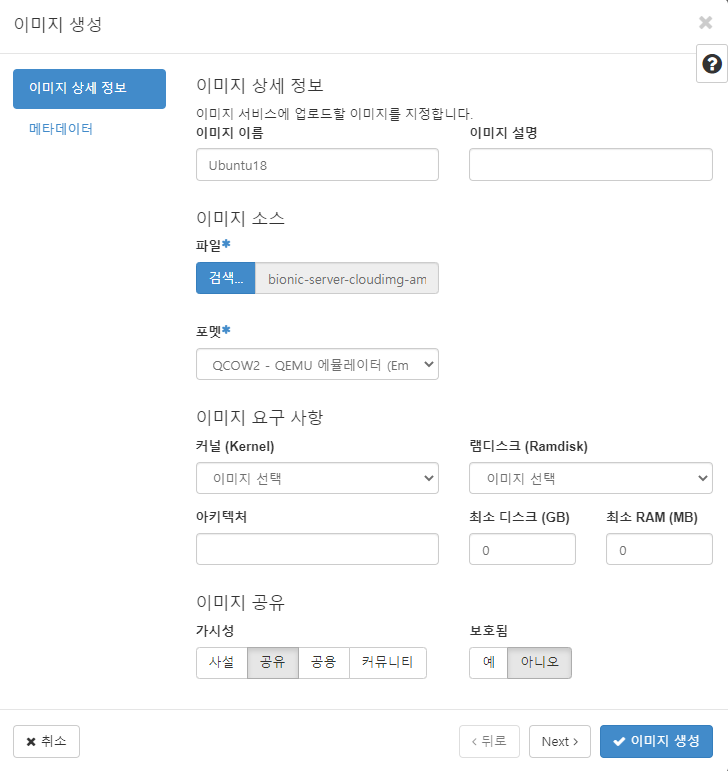 이미지 생성
이미지 상세 정보
메타데이터
이미지 상세 정보
이미지 서비스에 업로드할 이미지를 지정합니다.
이미지 이름 이미지 설명
Ubuntu18
이미지 소스
파일*
검색... bionic-server-cloudimg-am
포멧*
QCOW2 - QEMU 에뮬레이터 (Em
이미지 요구 사항
커널 (Kernel) 램디스크 (Ramdisk)
이미지 선택 이미지 선택
아키텍처 최소 디스크 (GB) 최소 RAM (MB)
0 0
이미지 공유
가시성 보호됨
사설 공유 공용 커뮤니티 예 아니오
취소 뒤로 Next 이미지 생성